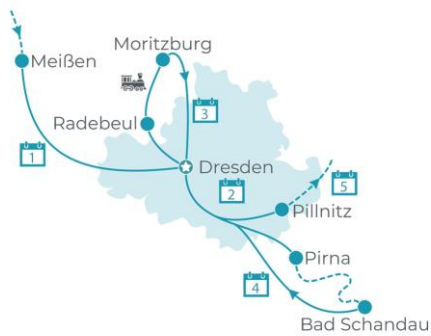 Moritzburg
Meißen
3
Radebeul
1
Dresden
2
5
Pillnitz
Pirna
4
Bad Schandau